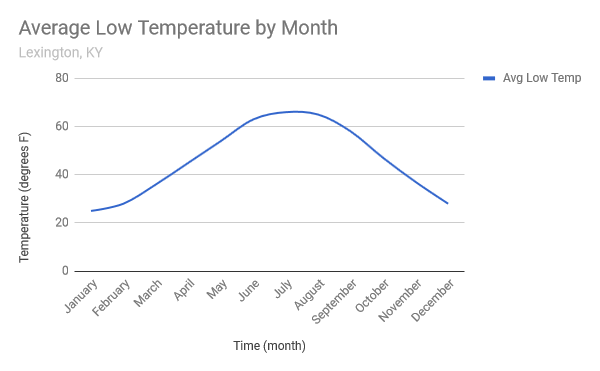 Average Low Temperature by Month
Lexington, KY
Avg Low Temp
Temperature (degrees F)
80
60
40
20
0
January
February
March
April
May
June
July
August
September
October
November
December
Time (month)